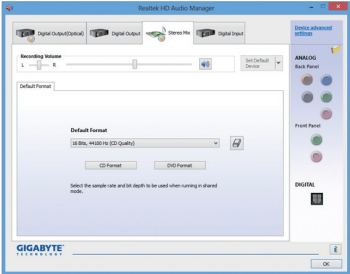 Realtek HD Audio Manager
Digital Output(Optical)
Digital Output
Stereo Mix
Digital Input
Device advanced
settings
Recording Volume
L
R
Set Default
Device
ANALOG
Back Panel
Default Format
Default Format
16 Bits, 44100 Hz (CD Quality)
CD Format
DVD Format
Select the sample rate and bit depth to be used when running in shared
mode.
Front Panel
DIGITAL
GIGABYTE™
TECHNOLOGY
OK